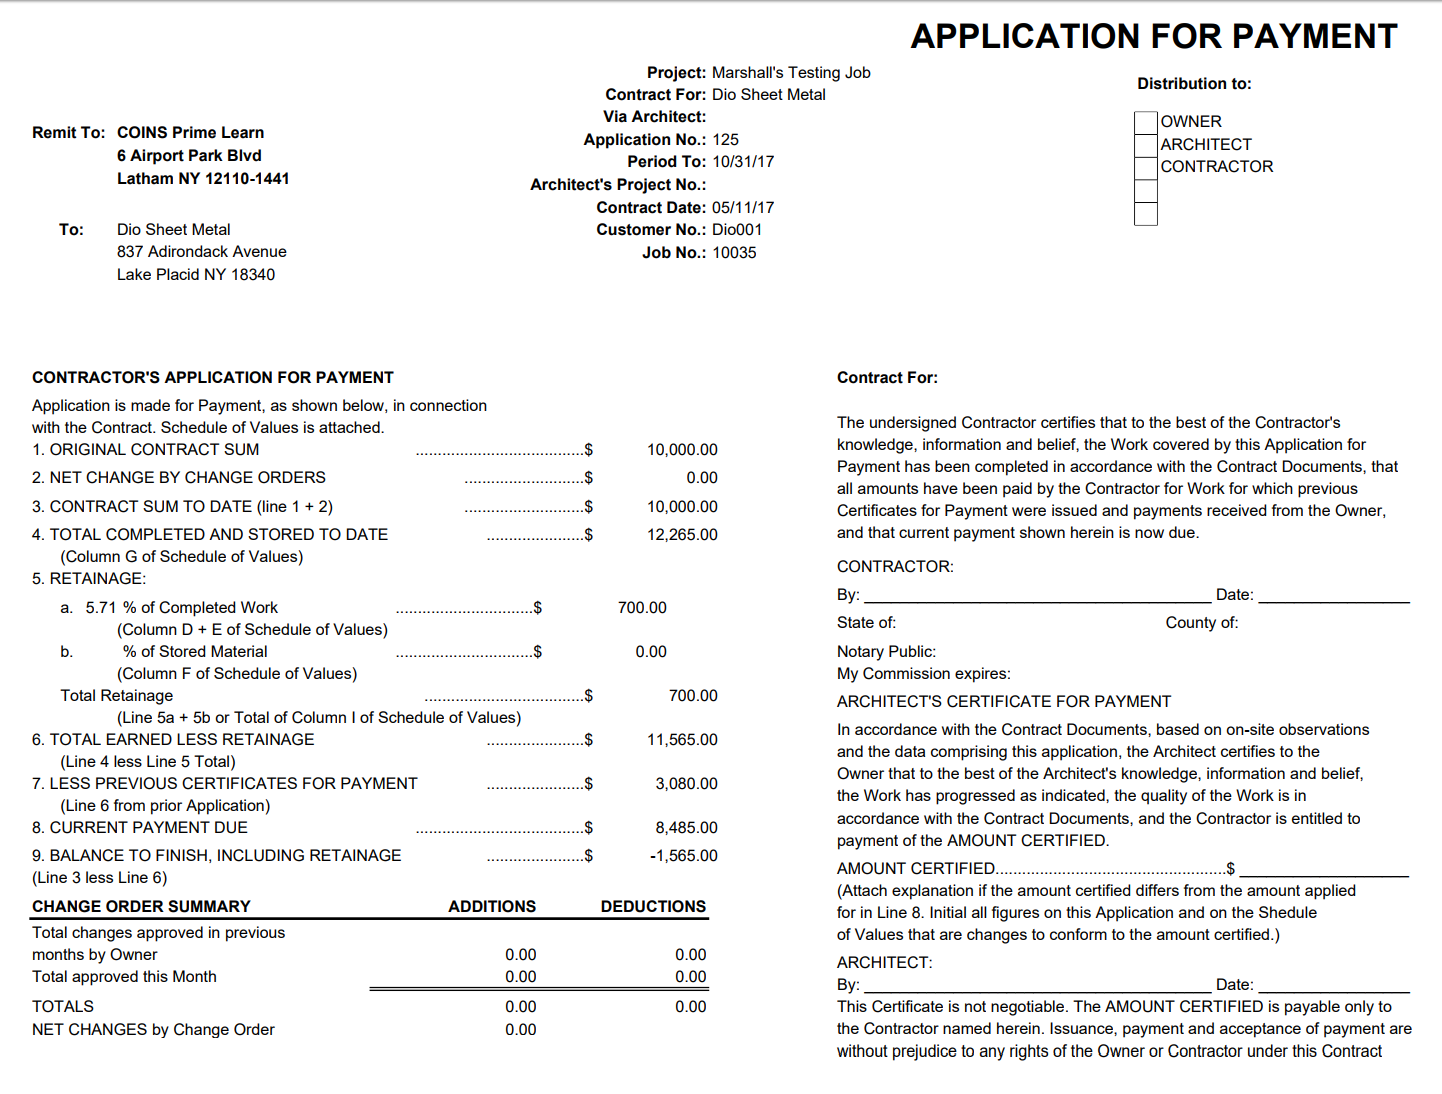 APPLICATION FOR PAYMENT
Project: Marshall's Testing Job
Contract For: Dio Sheet Metal
Via Architect:
Application No.: 125
Period To: 10/31/17
Architect's Project No.:
Contract Date: 05/11/17
Customer No.: Dio001
Job No.: 10035
Distribution to:
OWNER
ARCHITECT
CONTRACTOR
Remit To: COINS Prime Learn
6 Airport Park Blvd
Latham NY 12110-1441
To: Dio Sheet Metal
837 Adirondack Avenue
Lake Placid NY 18340
CONTRACTOR'S APPLICATION FOR PAYMENT
Application is made for Payment, as shown below, in connection
with the Contract. Schedule of Values is attached.
1. ORIGINAL CONTRACT SUM ......................................$ 10,000.00
2. NET CHANGE BY CHANGE ORDERS ...........................$ 0.00
3. CONTRACT SUM TO DATE (line 1 + 2) ...........................$ 10,000.00
4. TOTAL COMPLETED AND STORED TO DATE ......................$ 12,265.00
(Column G of Schedule of Values)
5. RETAINAGE:
a. 5.71 % of Completed Work ...............................$ 700.00
(Column D + E of Schedule of Values)
b. % of Stored Material ...............................$ 0.00
(Column F of Schedule of Values)
Total Retainage ....................................$ 700.00
(Line 5a + 5b or Total of Column I of Schedule of Values)
6. TOTAL EARNED LESS RETAINAGE ......................$ 11,565.00
(Line 4 less Line 5 Total)
7. LESS PREVIOUS CERTIFICATES FOR PAYMENT ......................$ 3,080.00
(Line 6 from prior Application)
8. CURRENT PAYMENT DUE ......................................$ 8,485.00
9. BALANCE TO FINISH, INCLUDING RETAINAGE ......................$ -1,565.00
(Line 3 less Line 6)
CHANGE ORDER SUMMARY ADDITIONS DEDUCTIONS
Total changes approved in previous
months by Owner 0.00 0.00
Total approved this Month 0.00 0.00
TOTALS 0.00 0.00
NET CHANGES by Change Order 0.00
Contract For:
The undersigned Contractor certifies that to the best of the Contractor's
knowledge, information and belief, the Work covered by this Application for
Payment has been completed in accordance with the Contract Documents, that
all amounts have been paid by the Contractor for Work for which previous
Certificates for Payment were issued and payments received from the Owner,
and that current payment shown herein is now due.
CONTRACTOR:
By: Date:
State of: County of:
Notary Public:
My Commission expires:
ARCHITECT'S CERTIFICATE FOR PAYMENT
In accordance with the Contract Documents, based on on-site observations
and the data comprising this application, the Architect certifies to the
Owner that to the best of the Architect's knowledge, information and belief,
the Work has progressed as indicated, the quality of the Work is in
accordance with the Contract Documents, and the Contractor is entitled to
payment of the AMOUNT CERTIFIED.
AMOUNT CERTIFIED....................................................$
(Attach explanation if the amount certified differs from the amount applied
for in Line 8. Initial all figures on this Application and on the Shedule
of Values that are changes to conform to the amount certified.)
ARCHITECT:
By: Date:
This Certificate is not negotiable. The AMOUNT CERTIFIED is payable only to
the Contractor named herein. Issuance, payment and acceptance of payment are
without prejudice to any rights of the Owner or Contractor under this Contract